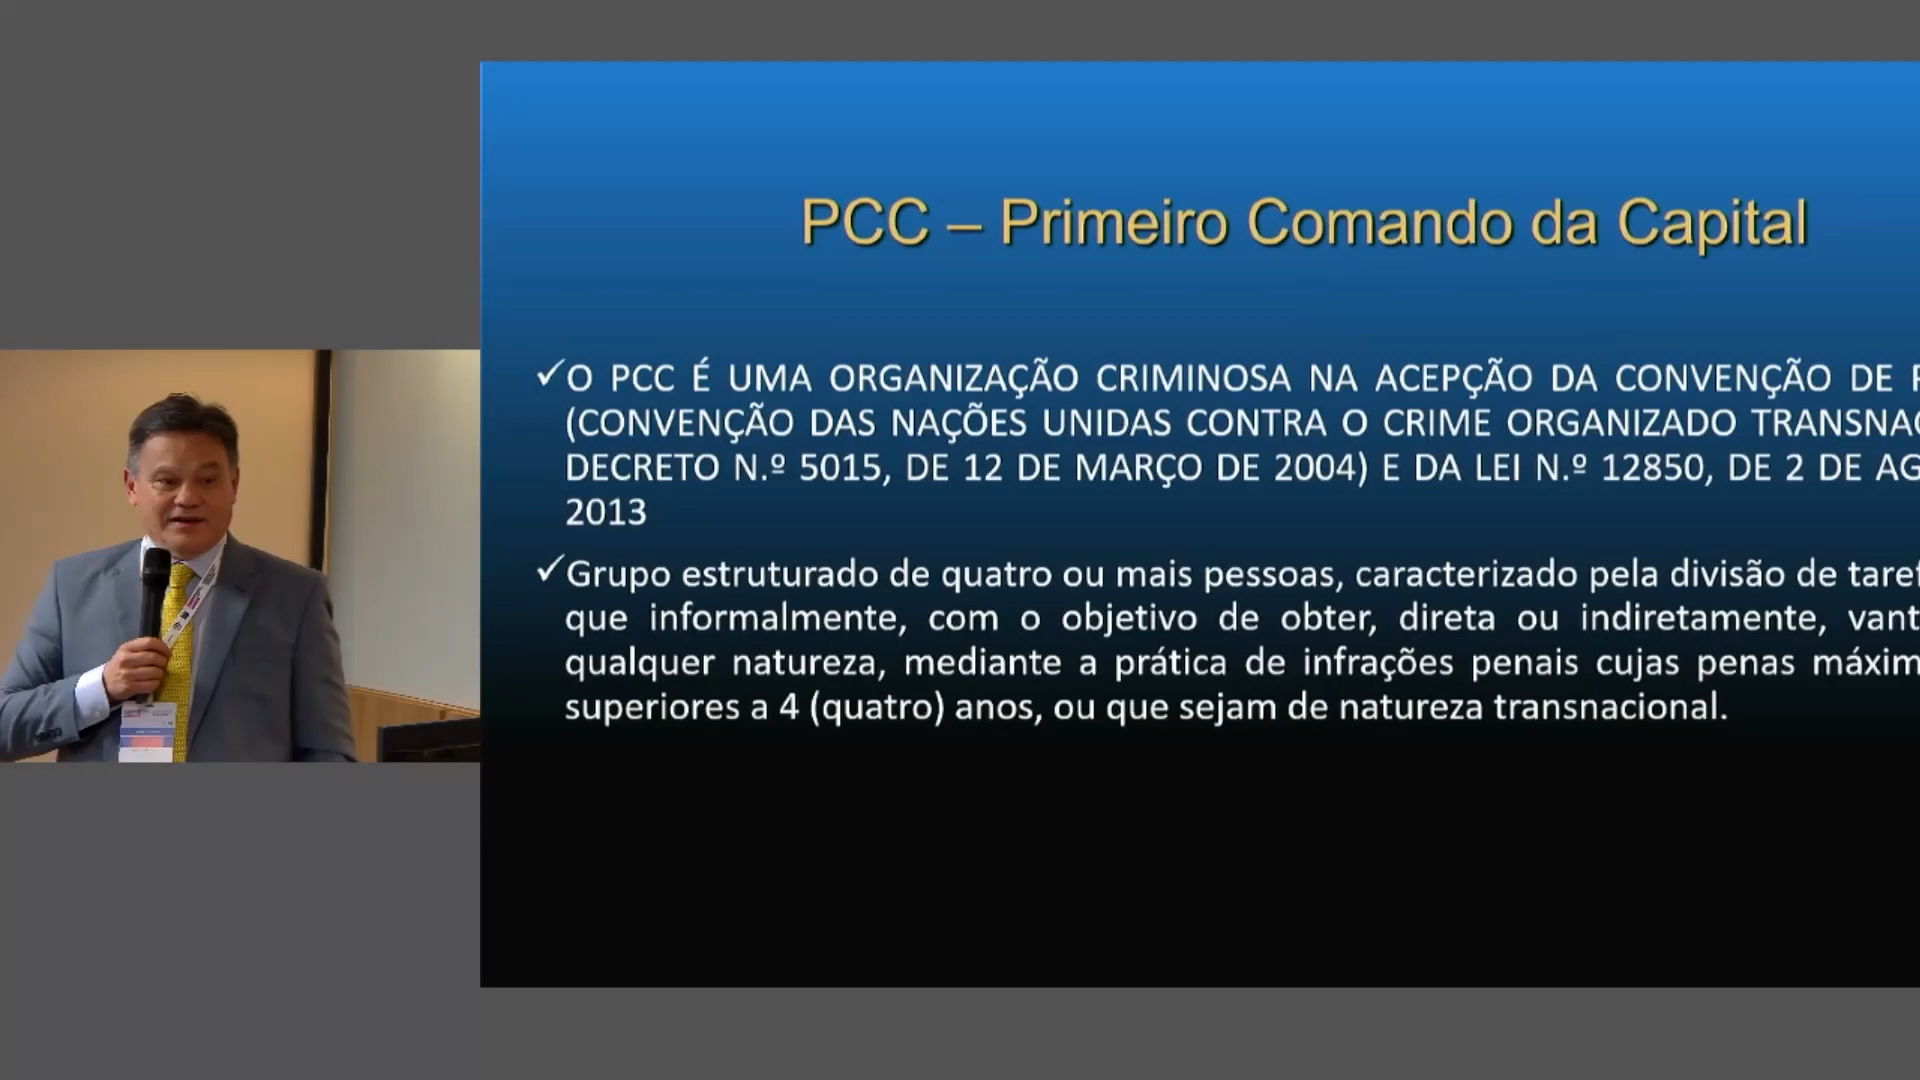 PCC – Primeiro Comando da Capital
✓O PCC É UMA ORGANIZAÇÃO CRIMINOSA NA ACEPÇÃO DA CONVENÇÃO DE
(CONVENÇÃO DAS NAÇÕES UNIDAS CONTRA O CRIME ORGANIZADO
DECRETO N.º 5015, DE 12 DE MARÇO DE 2004) E DA LEI N.º 12850, DE 2 DE
2013
✓Grupo estruturado de quatro ou mais pessoas, caracterizado pela divisão de
que informalmente, com o objetivo de obter, direta ou indiretamente,
qualquer natureza, mediante a prática de infrações penais cujas penas
superiores a 4 (quatro) anos, ou que sejam de natureza transnacional.